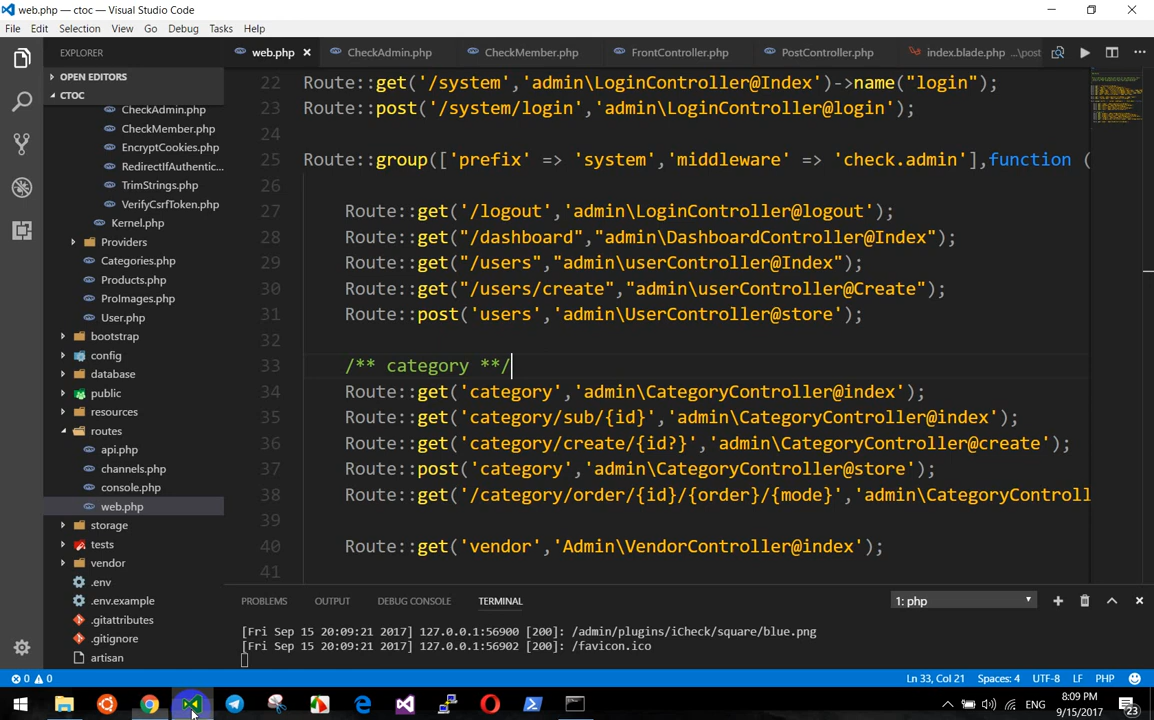 web.php — ctoc — Visual Studio Code
File Edit Selection View Go Debug Tasks Help
EXPLORER
web.php CheckAdmin.php CheckMember.php FrontController.php PostController.php index.blade.php ...\post
OPEN EDITORS
CTOC
CheckAdmin.php
CheckMember.php
EncryptCookies.php
RedirectIfAuthentic...
TrimStrings.php
VerifyCsrfToken.php
Kernel.php
Providers
Categories.php
Products.php
ProImages.php
User.php
bootstrap
config
database
public
resources
routes
api.php
channels.php
console.php
web.php
storage
tests
vendor
.env
.env.example
.gitattributes
.gitignore
artisan
22 Route::get('/system','admin\LoginController@Index')->name("login");
23 Route::post('/system/login','admin\LoginController@login');
24
25 Route::group(['prefix' => 'system','middleware' => 'check.admin'],function (
26
27 Route::get('/logout','admin\LoginController@logout');
28 Route::get("/dashboard","admin\DashboardController@Index");
29 Route::get("/users","admin\userController@Index");
30 Route::get("/users/create","admin\userController@Create");
31 Route::post('users','admin\UserController@store');
32
33 /** category **/
34 Route::get('category','admin\CategoryController@index');
35 Route::get('category/sub/{id}','admin\CategoryController@index');
36 Route::get('category/create/{id?}','admin\CategoryController@create');
37 Route::post('category','admin\CategoryController@store');
38 Route::get('/category/order/{id}/{order}/{mode}','admin\CategoryControll
39
40 Route::get('vendor','Admin\VendorController@index');
41
PROBLEMS OUTPUT DEBUG CONSOLE TERMINAL 1: php
[Fri Sep 15 20:09:21 2017] 127.0.0.1:56900 [200]: /admin/plugins/iCheck/square/blue.png
[Fri Sep 15 20:09:21 2017] 127.0.0.1:56902 [200]: /favicon.ico
0 0 Ln 33, Col 21 Spaces: 4 UTF-8 LF PHP
ENG 8:09 PM
9/15/2017 23